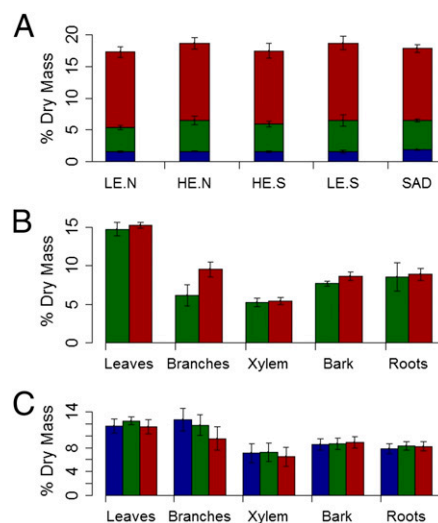 A
% Dry Mass
20
15
10
5
0
LE.N HE.N HE.S LE.S SAD
B
% Dry Mass
15
10
5
0
Leaves Branches Xylem Bark Roots
C
% Dry Mass
14
8
4
0
Leaves Branches Xylem Bark Roots